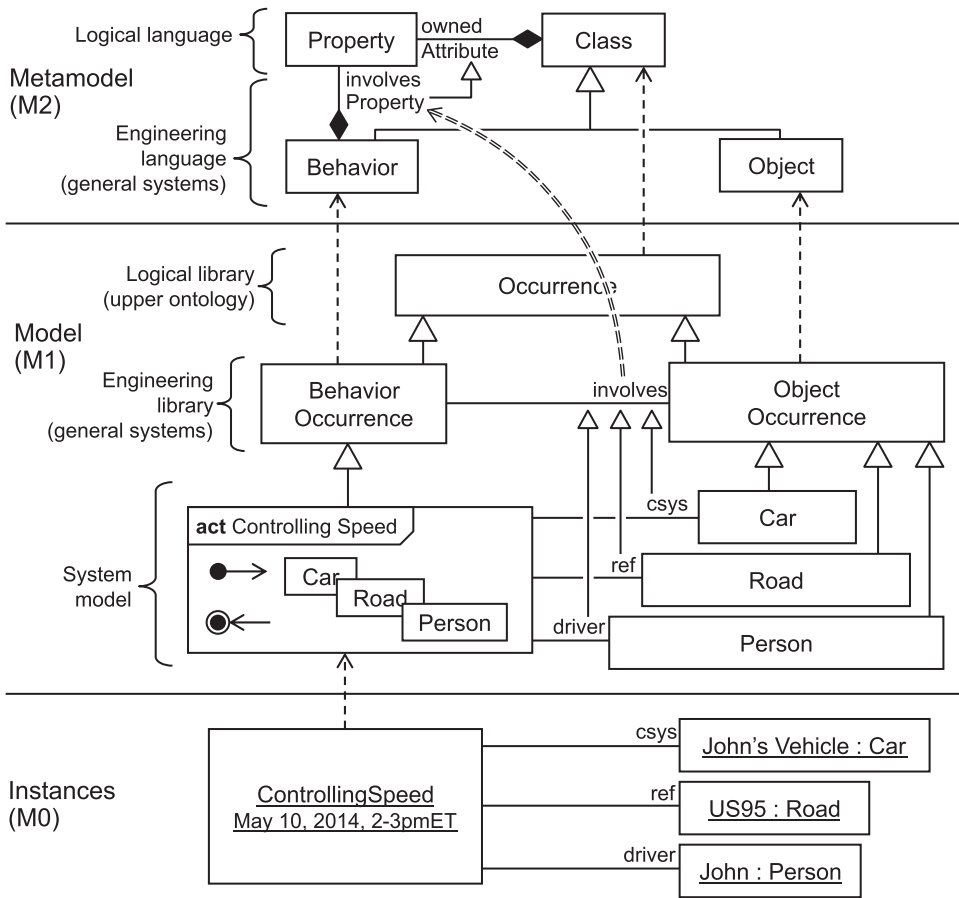 Logical language
Property
owned
Attribute
Class
Metamodel
(M2)
involves
Property
Engineering
language
(general systems)
Behavior
Object
Logical library
(upper ontology)
Occurrence
Model
(M1)
Engineering
library
(general systems)
Behavior
Occurrence
involves
Object
Occurrence
System
model
act Controlling Speed
Car
Road
Person
csys
Car
ref
Road
driver
Person
Instances
(M0)
ControllingSpeed
May 10, 2014, 2-3pmET
csys
John's Vehicle : Car
ref
US95 : Road
driver
John : Person